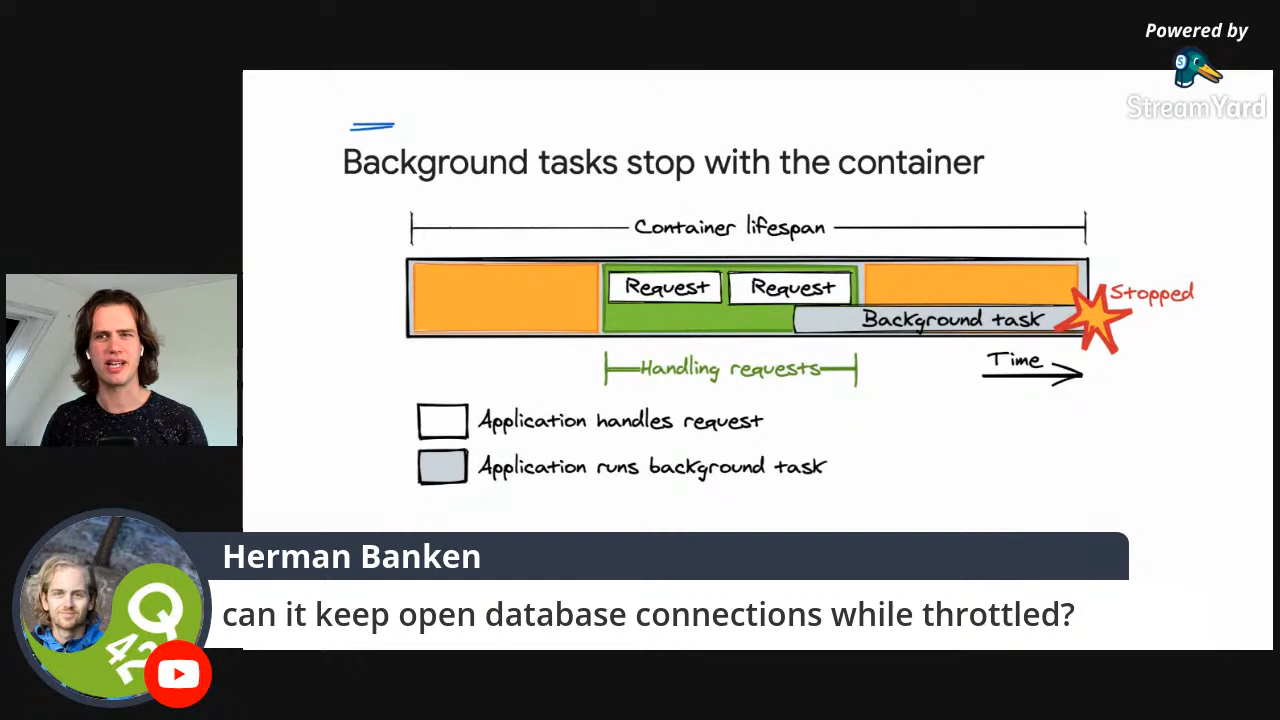 Powered by
S
StreamYard
Background tasks stop with the container
Container lifespan
Request Request
Stopped
Background task
Handling requests
Time
Application handles request
Application runs background task
Herman Banken
can it keep open database connections while throttled?
Q
42